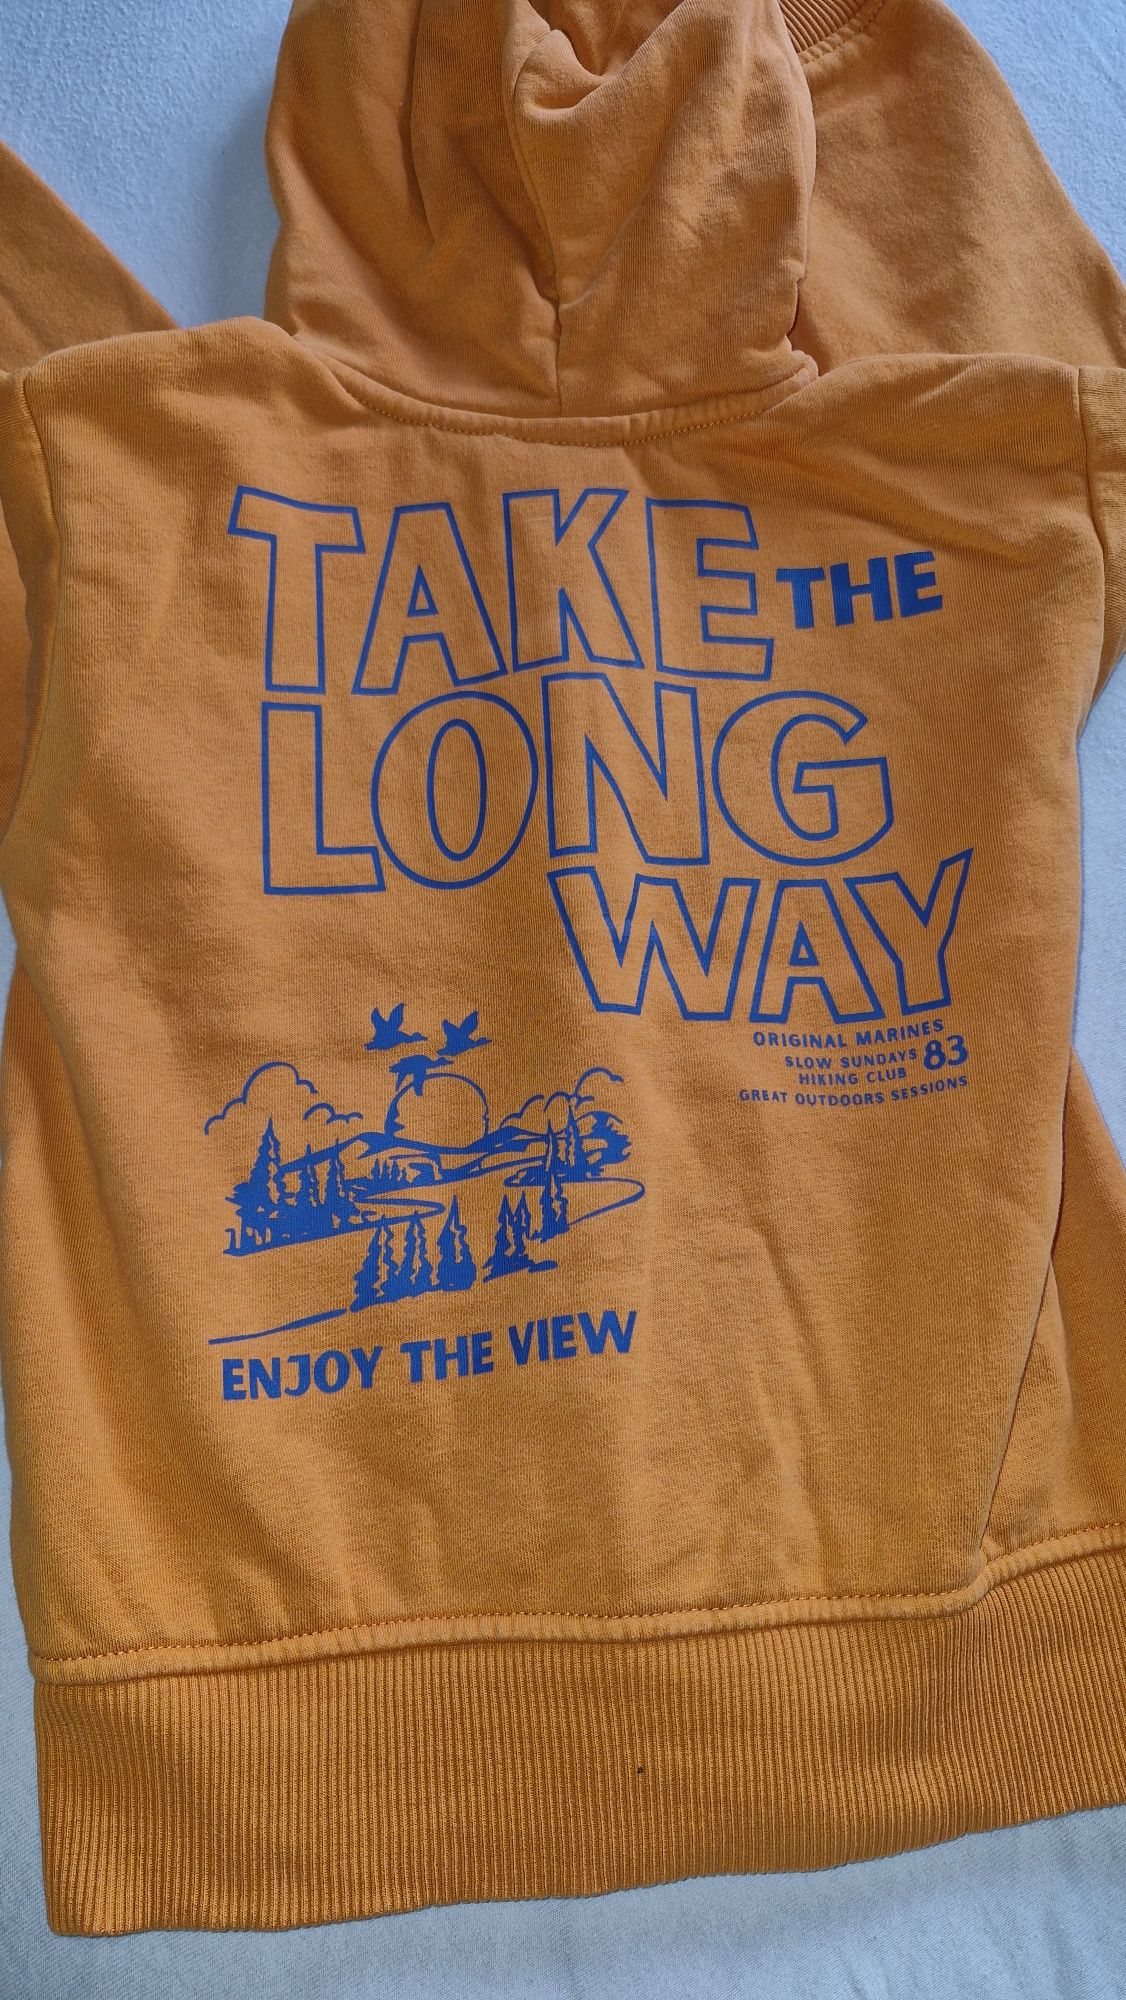 TAKE THE
LONG
WAY
ORIGINAL MARINES
SLOW SUNDAYS 83
HIKING CLUB
GREAT OUTDOORS SESSIONS
ENJOY THE VIEW